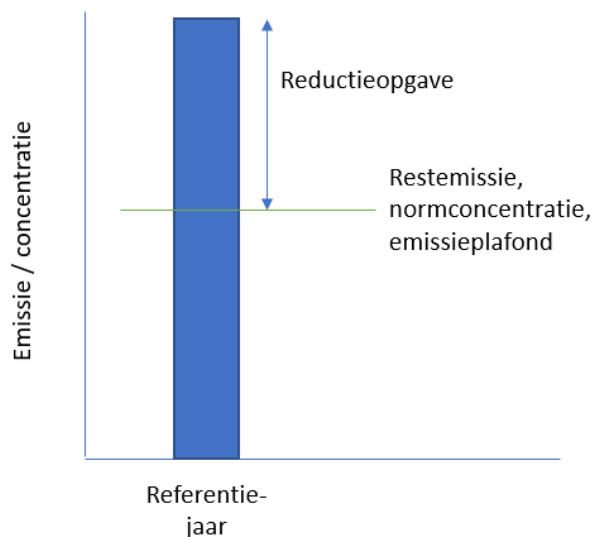 Emissie / concentratie
Reductieopgave
Restemissie,
normconcentratie,
emissieplafond
Referentie-
jaar